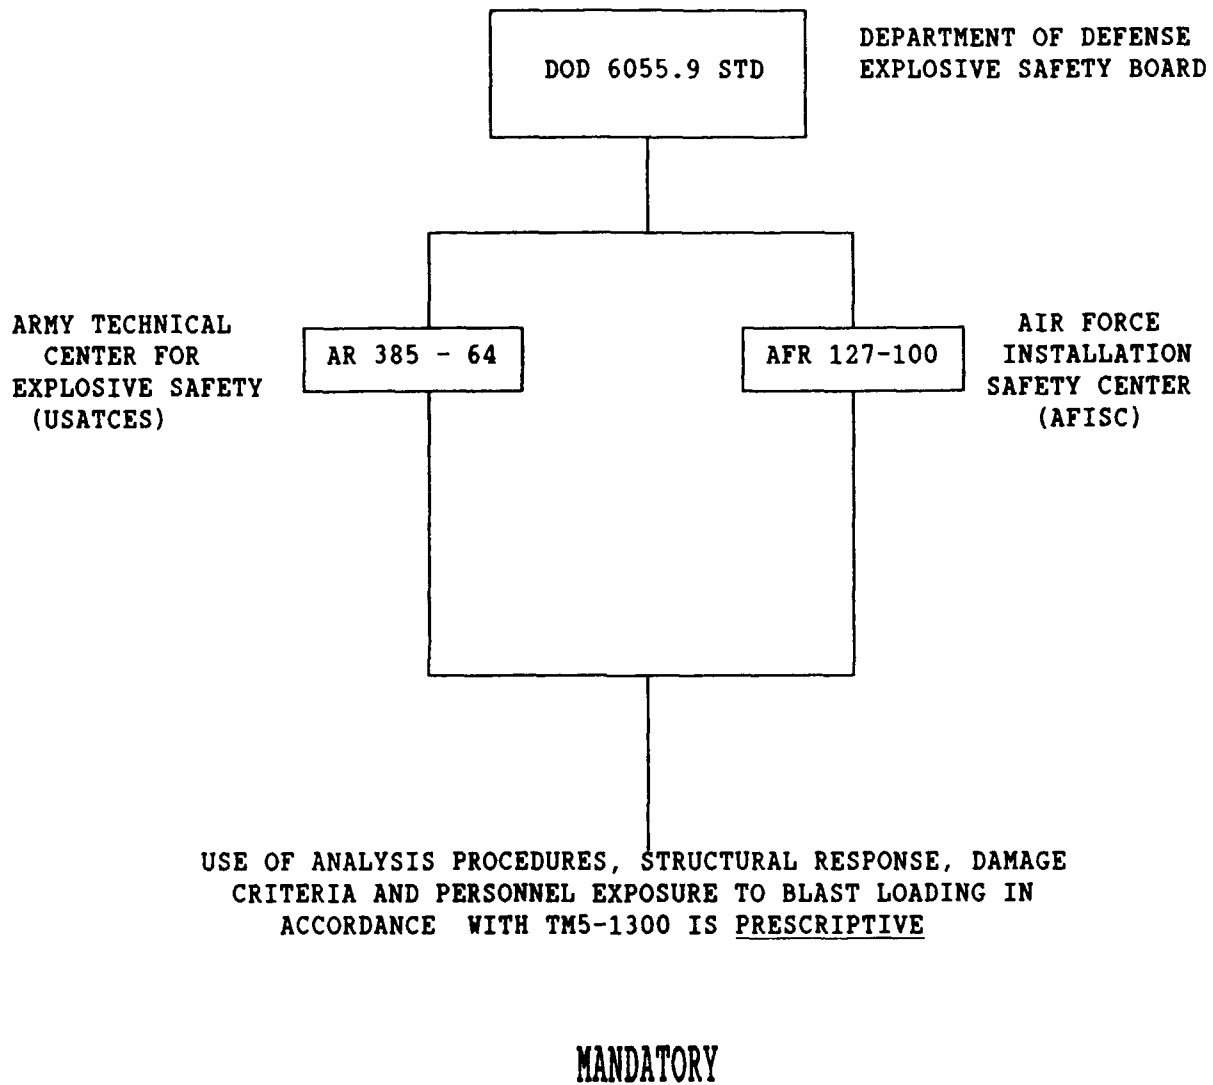 DOD 6055.9 STD
DEPARTMENT OF DEFENSE
EXPLOSIVE SAFETY BOARD
ARMY TECHNICAL
CENTER FOR
EXPLOSIVE SAFETY
(USATCES)
AR 385 - 64
AFR 127-100
AIR FORCE
INSTALLATION
SAFETY CENTER
(AFISC)
USE OF ANALYSIS PROCEDURES, STRUCTURAL RESPONSE, DAMAGE
CRITERIA AND PERSONNEL EXPOSURE TO BLAST LOADING IN
ACCORDANCE WITH TM5-1300 IS PRESCRIPTIVE
MANDATORY